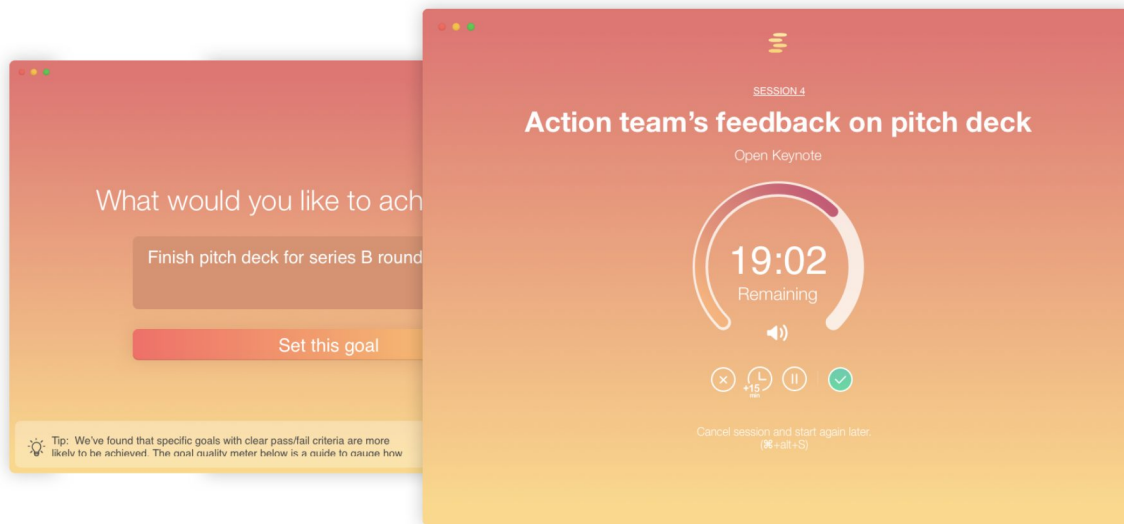 What would you like to ach
Finish pitch deck for series B round
Set this goal
Tip: We've found that specific goals with clear pass/fail criteria are more
likely to be achieved. The goal quality meter below is a guide to gauge how
SESSION 4
Action team's feedback on pitch deck
Open Keynote
19:02
Remaining
+15
min
Cancel session and start again later.
(⌘+alt+S)